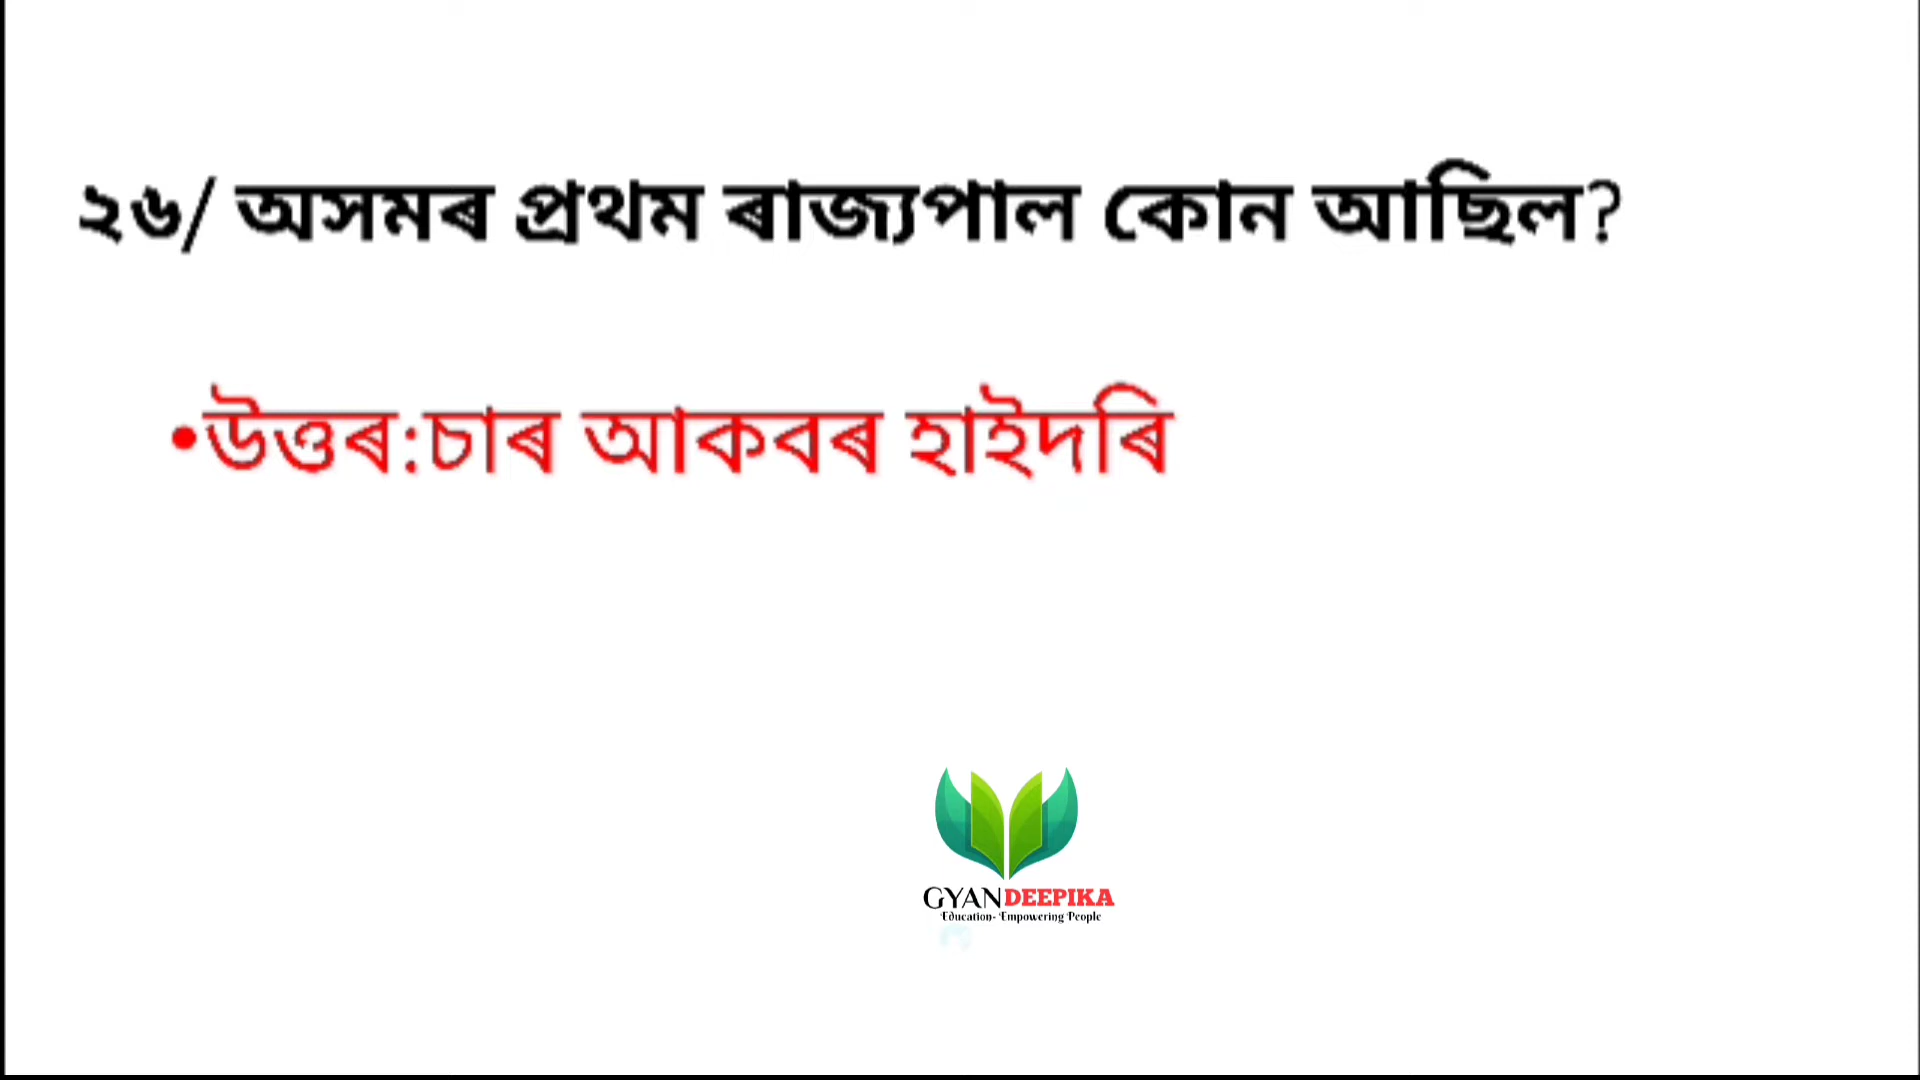 ২৬/ অসমৰ প্ৰথম ৰাজ্যপাল কোন আছিল?
•উত্তৰ:চাৰ আকবৰ হাইদৰি
GYANDEEPIKA
Education- Empowering People